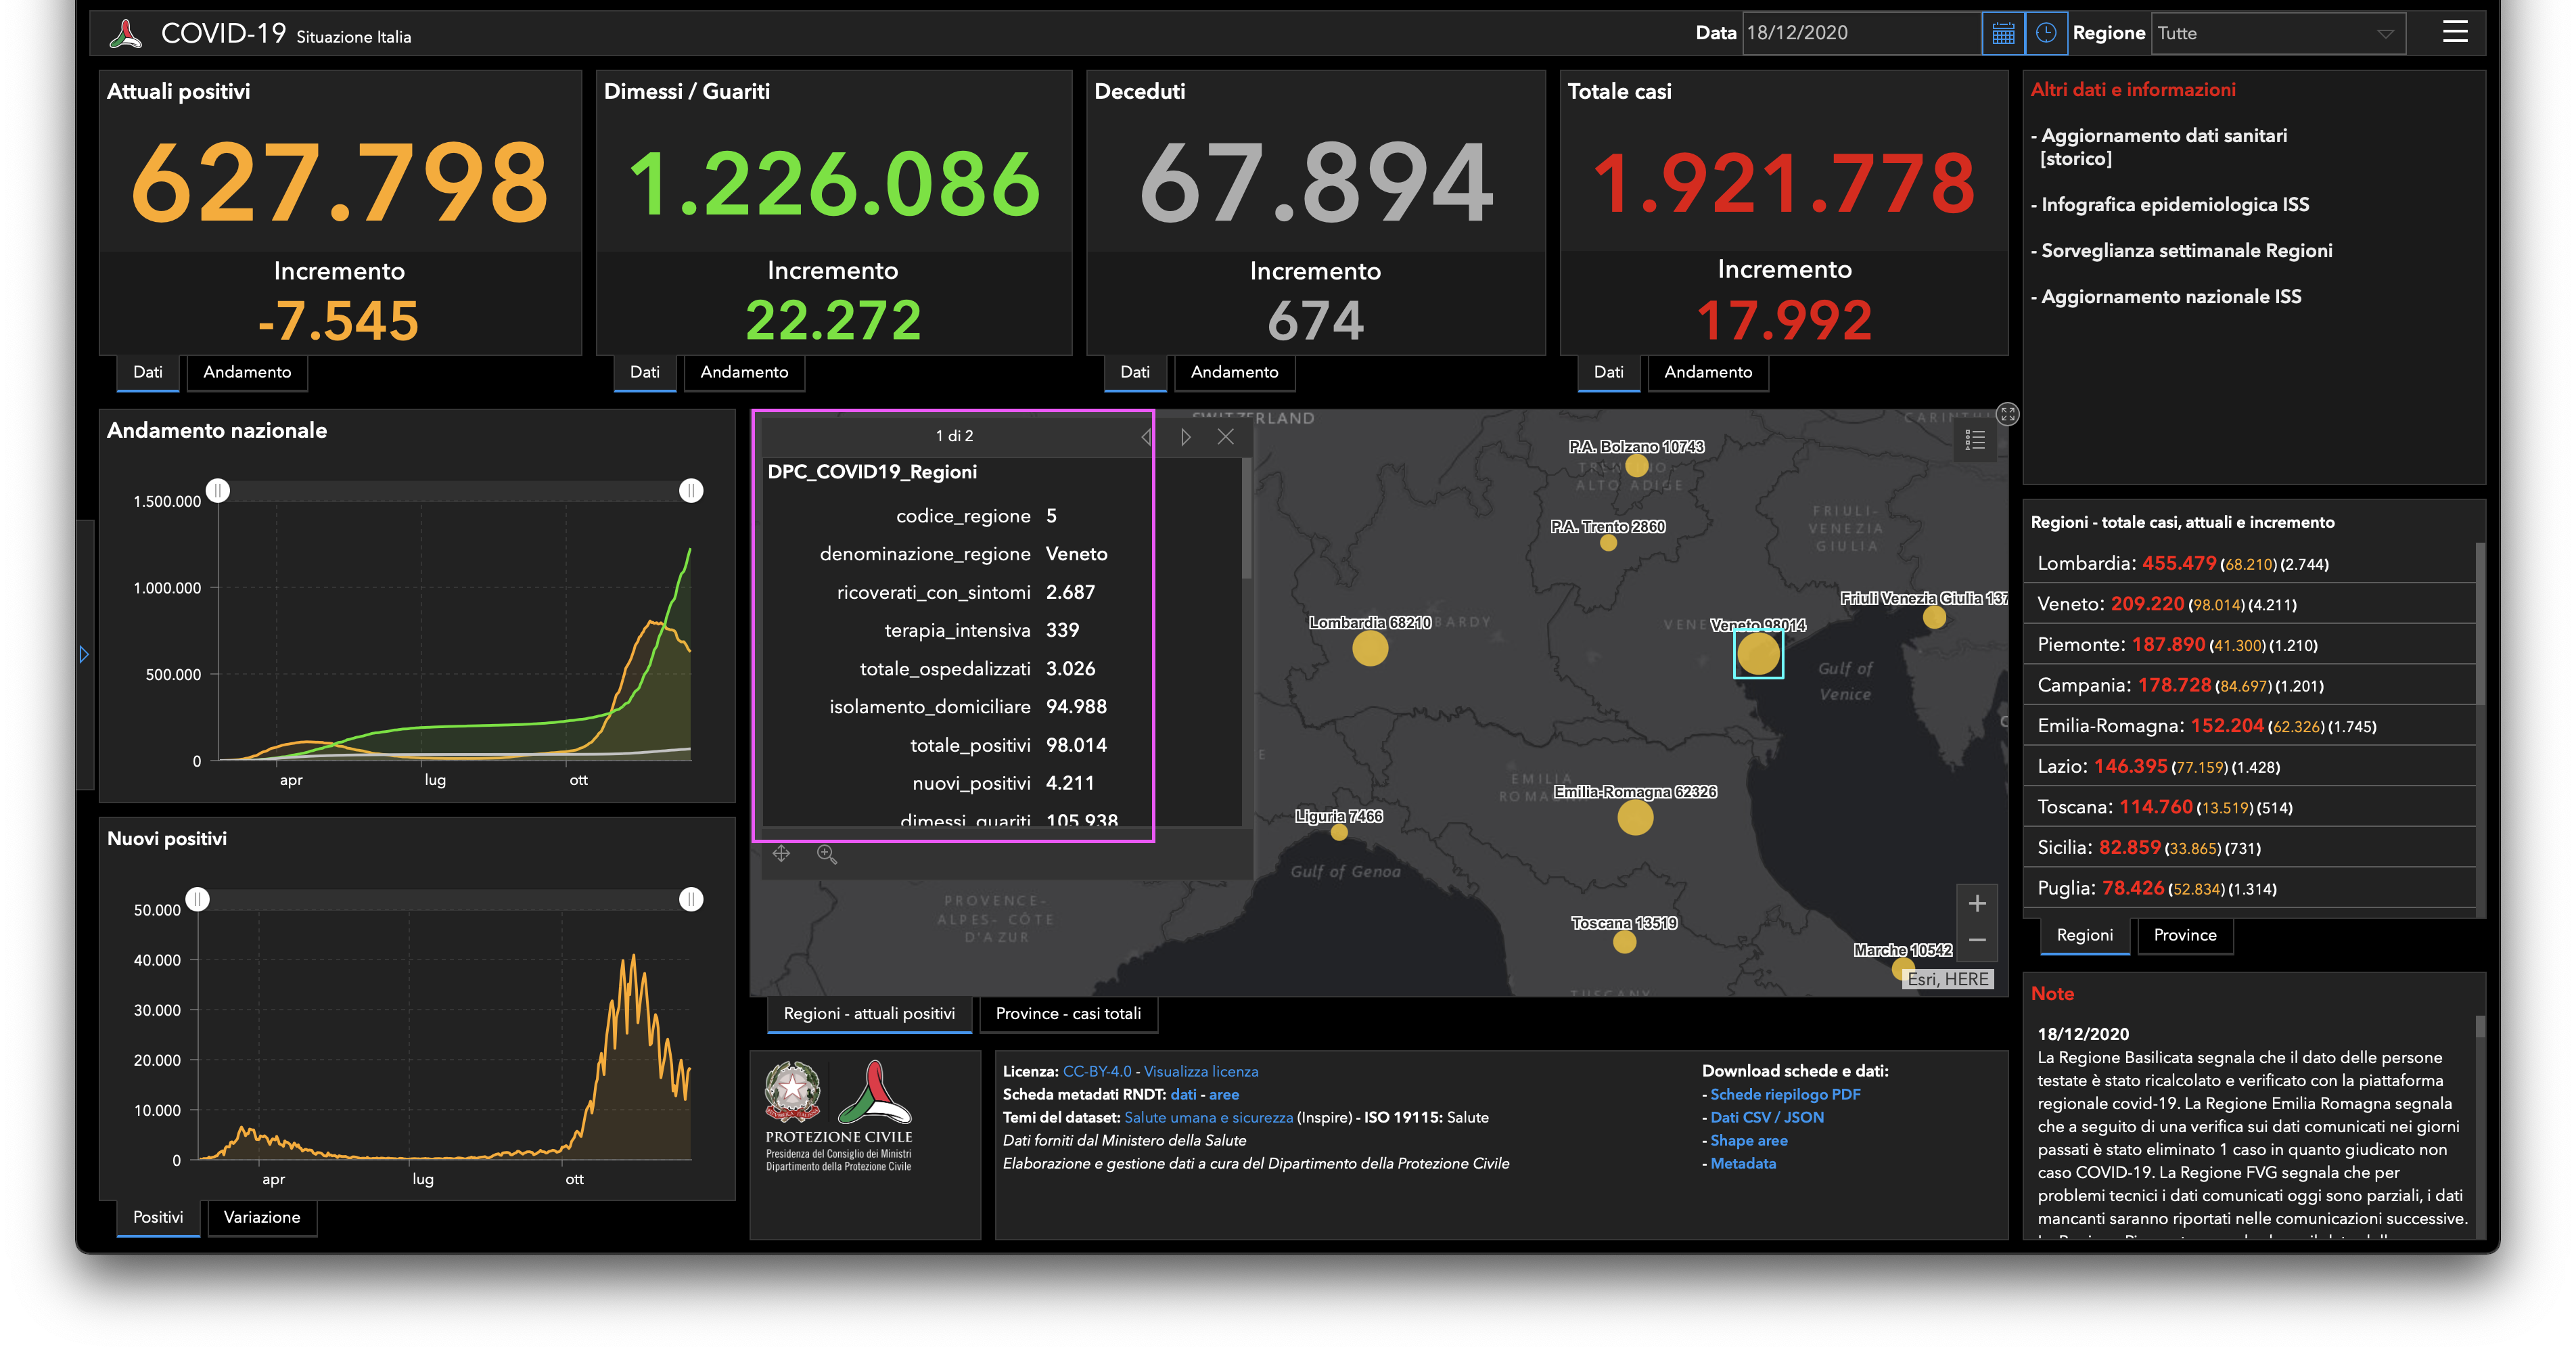 COVID-19 Situazione Italia
Data 18/12/2020 Regione Tutte
Attuali positivi
627.798
Incremento
-7.545
Dati Andamento
Dimessi / Guariti
1.226.086
Incremento
22.272
Dati Andamento
Deceduti
67.894
Incremento
674
Dati Andamento
Totale casi
1.921.778
Incremento
17.992
Dati Andamento
Altri dati e informazioni
- Aggiornamento dati sanitari
[storico]
- Infografica epidemiologica ISS
- Sorveglianza settimanale Regioni
- Aggiornamento nazionale ISS
Andamento nazionale
1.500.000
1.000.000
500.000
0
apr lug ott
Nuovi positivi
50.000
40.000
30.000
20.000
10.000
0
apr lug ott
Positivi Variazione
1 di 2
DPC_COVID19_Regioni
codice_regione 5
denominazione_regione Veneto
ricoverati_con_sintomi 2.687
terapia_intensiva 339
totale_ospedalizzati 3.026
isolamento_domiciliare 94.988
totale_positivi 98.014
nuovi_positivi 4.211
dimessi_guariti 105.938
SWITZERLAND
P.A. Bolzano 10743
ALTO ADIGE
P.A. Trento 2860
FRIULI-
VENEZIA
GIULIA
Friuli Venezia Giulia 137
Lombardia 68210
Veneto 98014
Gulf of
Venice
EMILIA
Emilia-Romagna 62326
Liguria 7466
Gulf of Genoa
PROVENCE-
ALPES- CÔTE
D'AZUR
Toscana 13519
Marche 10542
TUSCANY
Esri, HERE
Regioni - attuali positivi Province - casi totali
PROTEZIONE CIVILE
Presidenza del Consiglio dei Ministri
Dipartimento della Protezione Civile
Licenza: CC-BY-4.0 - Visualizza licenza
Scheda metadati RNDT: dati - aree
Temi del dataset: Salute umana e sicurezza (Inspire) - ISO 19115: Salute
Dati forniti dal Ministero della Salute
Elaborazione e gestione dati a cura del Dipartimento della Protezione Civile
Download schede e dati:
- Schede riepilogo PDF
- Dati CSV / JSON
- Shape aree
- Metadata
Regioni - totale casi, attuali e incremento
Lombardia: 455.479 (68.210) (2.744)
Veneto: 209.220 (98.014) (4.211)
Piemonte: 187.890 (41.300) (1.210)
Campania: 178.728 (84.697) (1.201)
Emilia-Romagna: 152.204 (62.326) (1.745)
Lazio: 146.395 (77.159) (1.428)
Toscana: 114.760 (13.519) (514)
Sicilia: 82.859 (33.865) (731)
Puglia: 78.426 (52.834) (1.314)
Regioni Province
Note
18/12/2020
La Regione Basilicata segnala che il dato delle persone
testate è stato ricalcolato e verificato con la piattaforma
regionale covid-19. La Regione Emilia Romagna segnala
che a seguito di una verifica sui dati comunicati nei giorni
passati è stato eliminato 1 caso in quanto giudicato non
caso COVID-19. La Regione FVG segnala che per
problemi tecnici i dati comunicati oggi sono parziali, i dati
mancanti saranno riportati nelle comunicazioni successive.